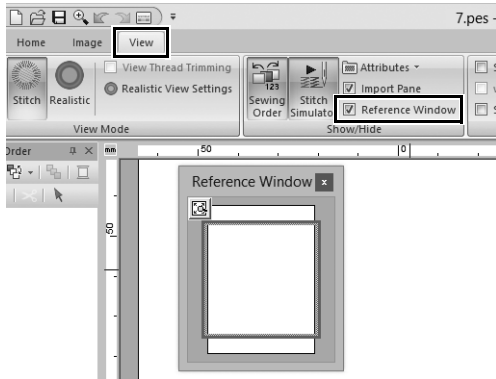 7.pes -
Home Image View
View Thread Trimming
Realistic View Settings
Stitch Realistic
View Mode
123
Sewing Order
Stitch Simulato
Attributes
Import Pane
Reference Window
Show/Hide
S
S
Order
mm
50
0
50
Reference Window x